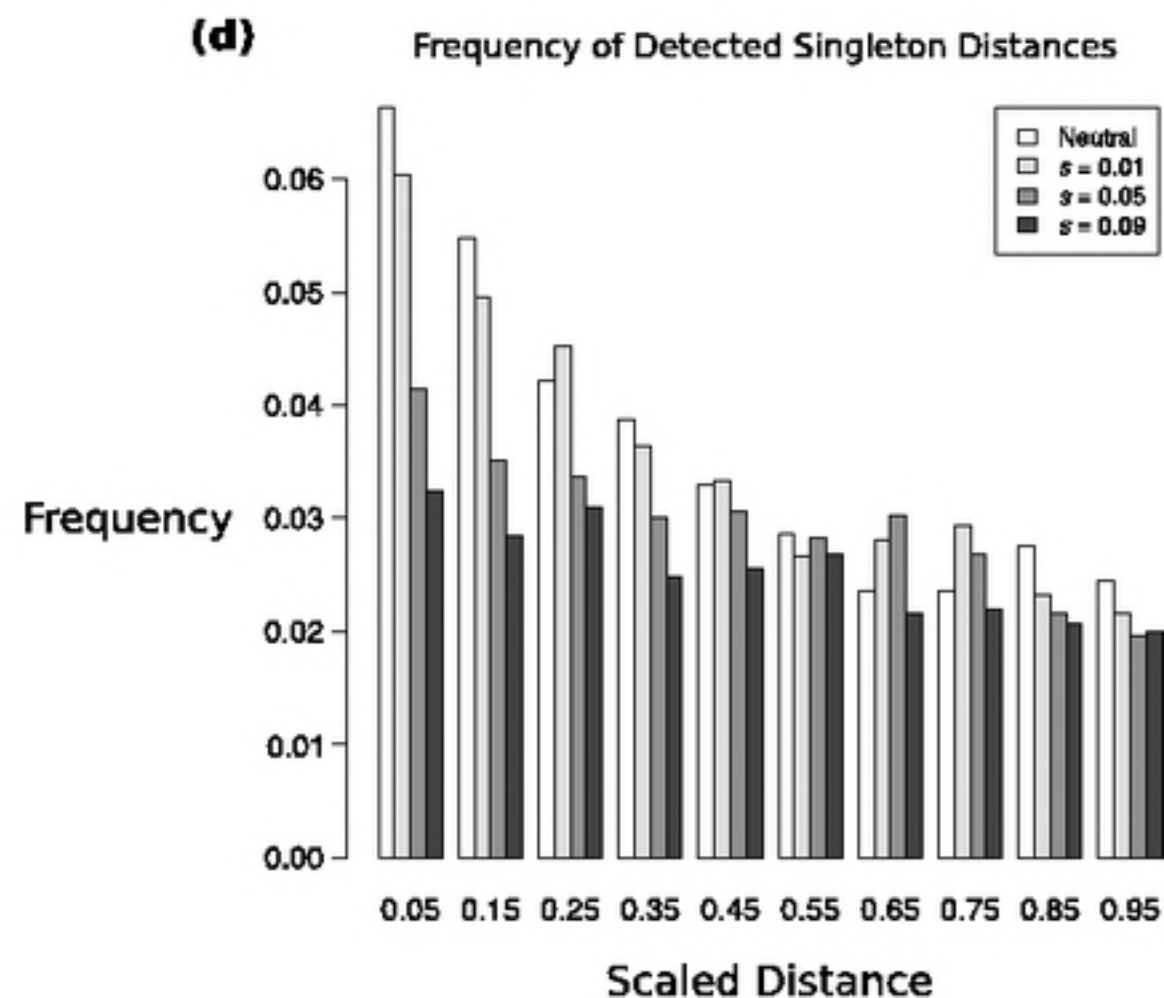 (d)
Frequency of Detected Singleton Distances
Neutral
s = 0.01
s = 0.05
s = 0.09
0.06
0.05
0.04
0.03
0.02
0.01
0.00
Frequency
0.05 0.15 0.25 0.35 0.45 0.55 0.65 0.75 0.85 0.95
Scaled Distance